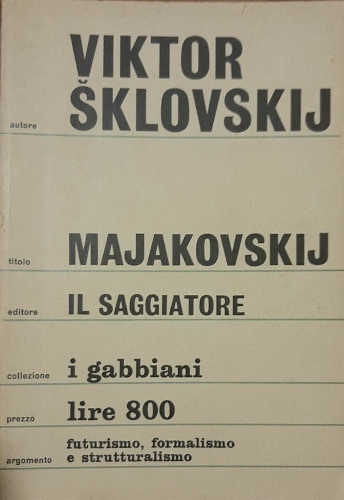 VIKTOR
autore ŠKLOVSKIJ
titolo MAJAKOVSKIJ
editore IL SAGGIATORE
collezione i gabbiani
prezzo lire 800
futurismo, formalismo
argomento e strutturalismo